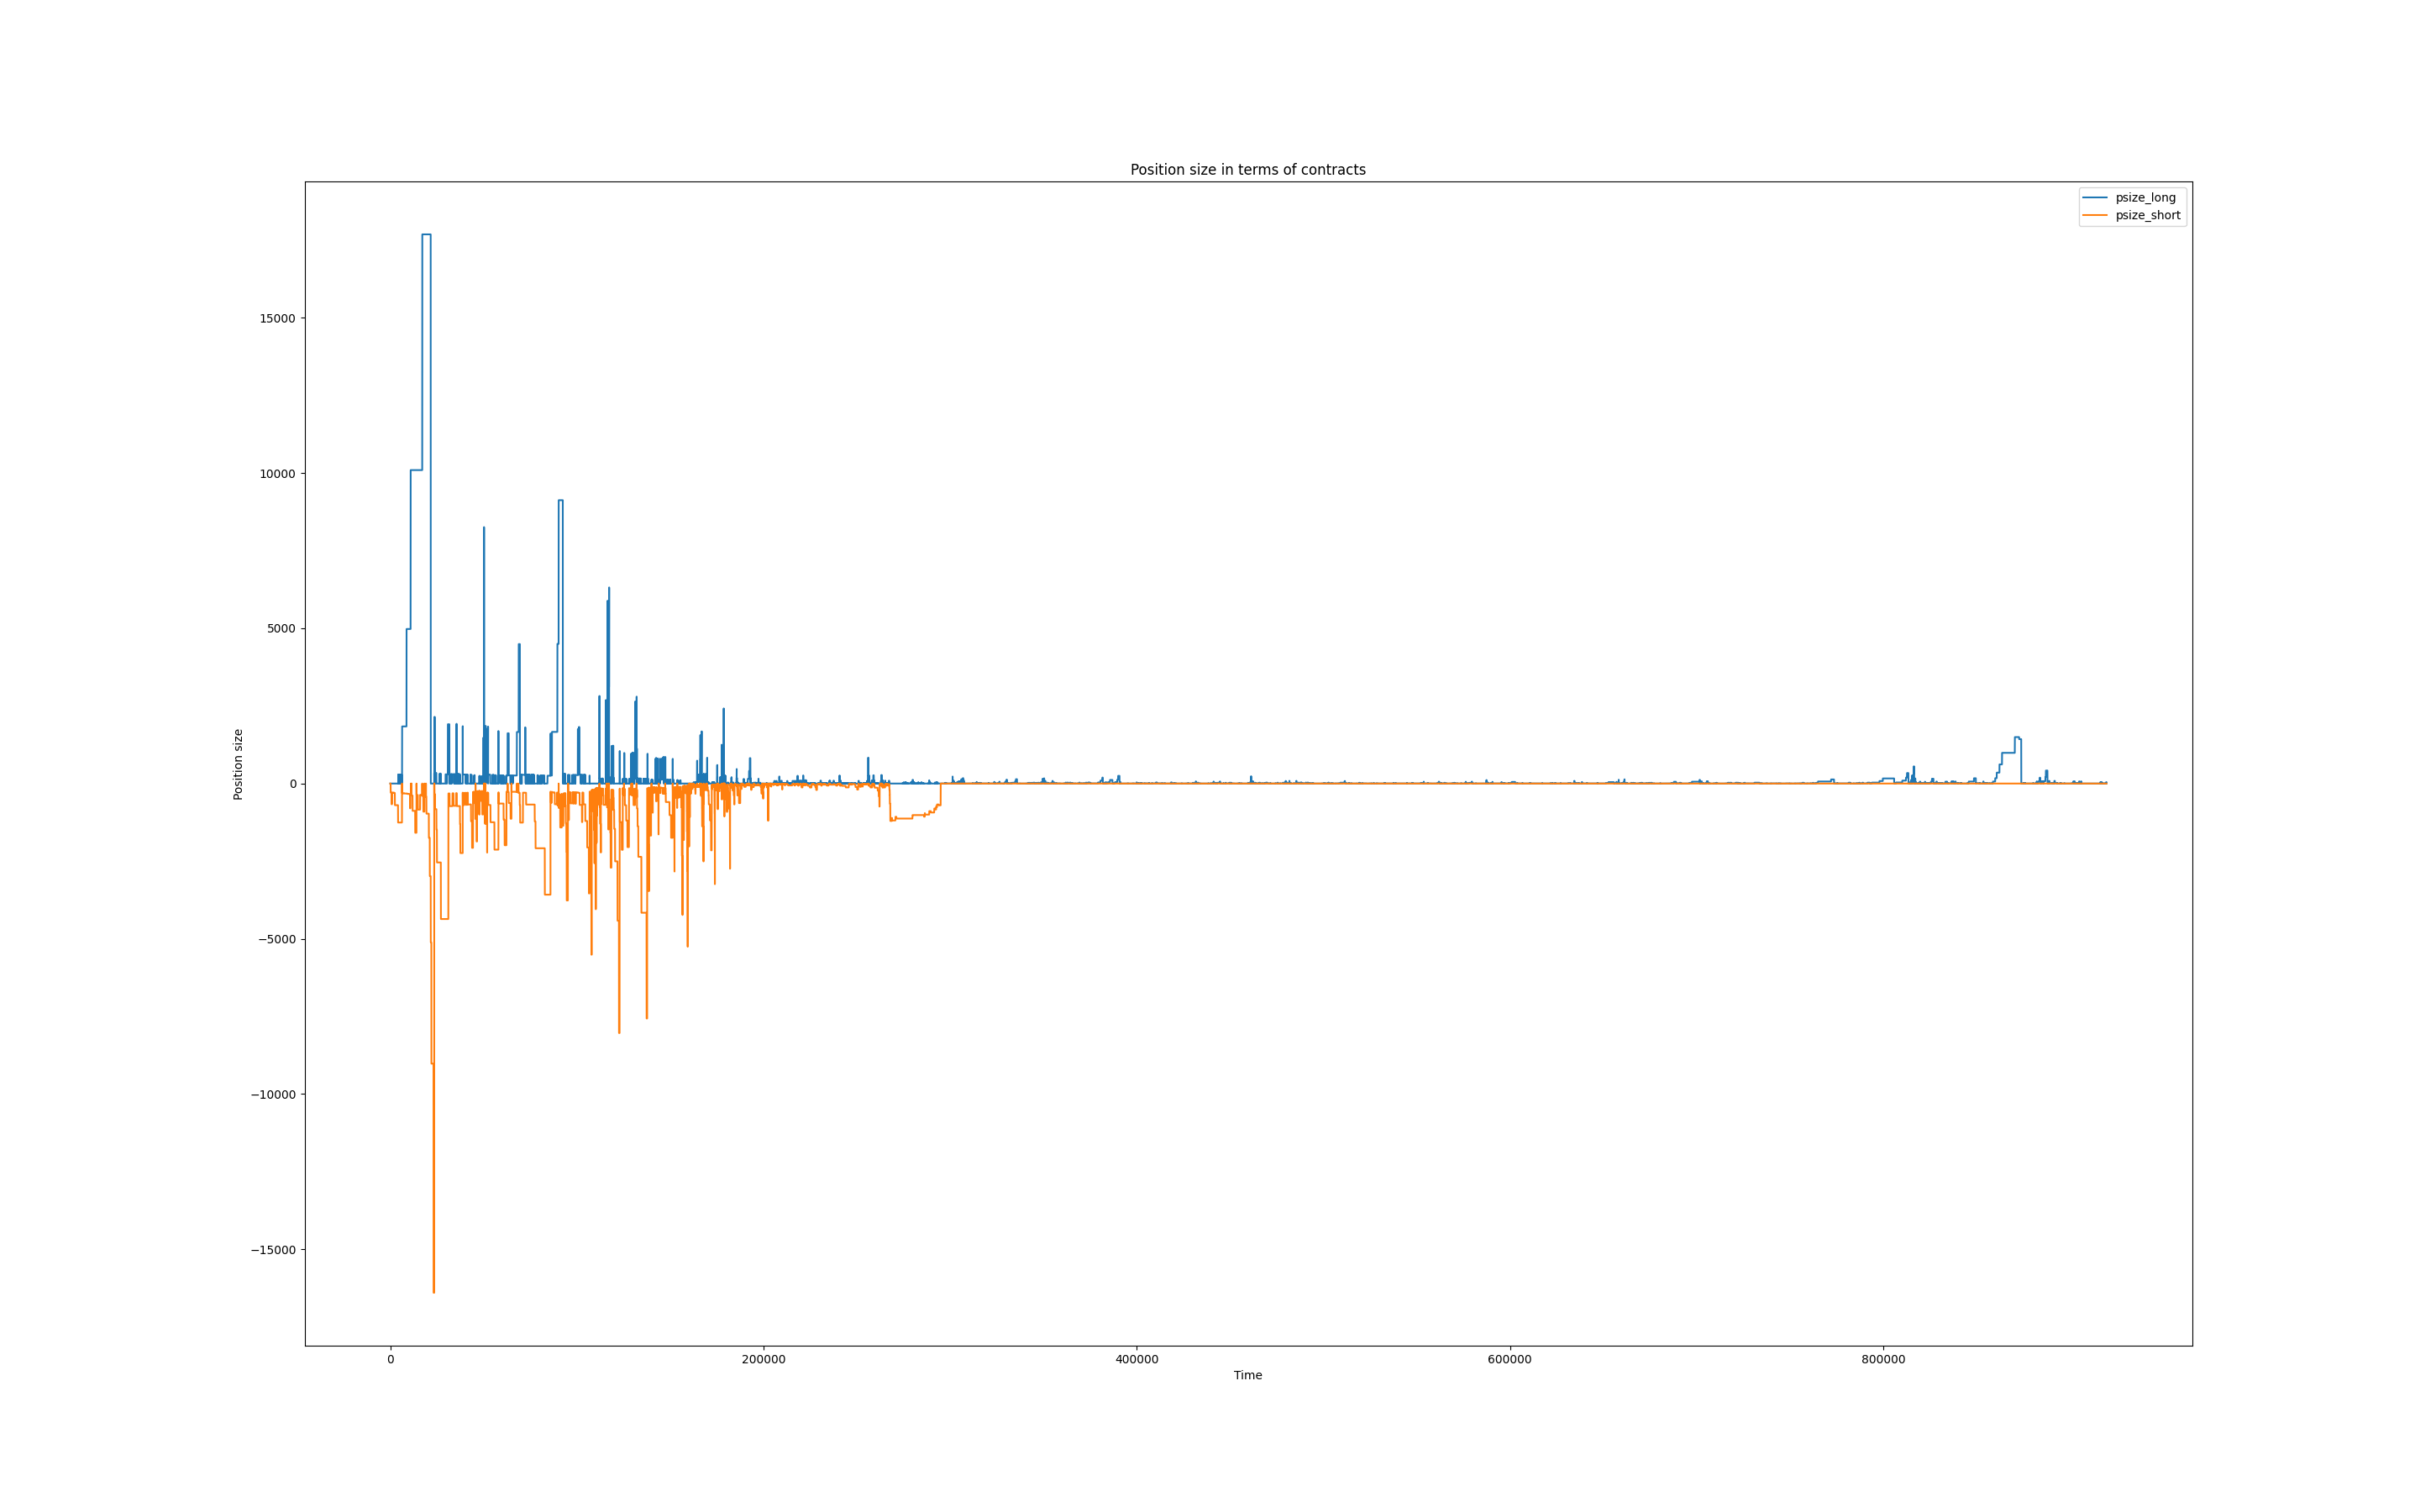 Position size in terms of contracts
psize_long
psize_short
15000
10000
5000
0
−5000
−10000
−15000
Position size
0
200000
400000
600000
800000
Time